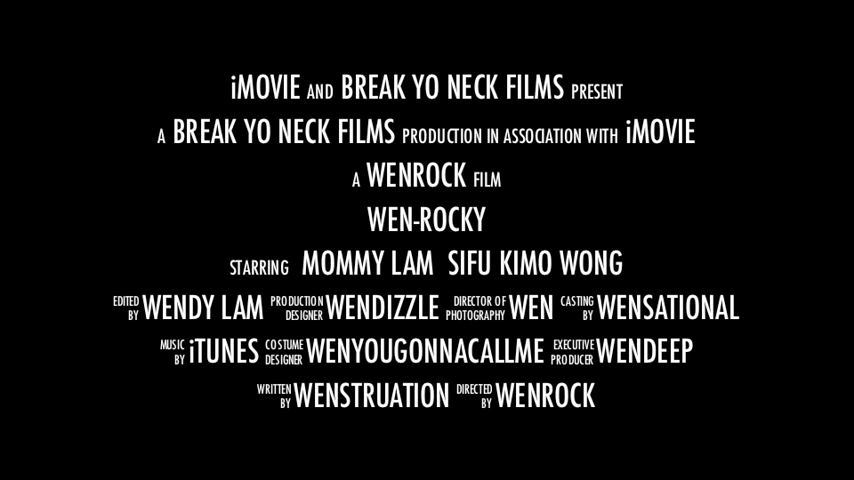 iMOVIE AND BREAK YO NECK FILMS PRESENT
A BREAK YO NECK FILMS PRODUCTION IN ASSOCIATION WITH iMOVIE
A WENROCK FILM
WEN-ROCKY
STARRING MOMMY LAM SIFU KIMO WONG
EDITED BY WENDY LAM PRODUCTION DESIGNER WENDIZZLE DIRECTOR OF PHOTOGRAPHY WEN CASTING BY WENSATIONAL
MUSIC BY iTUNES COSTUME DESIGNER WENYOUGONNACALLME EXECUTIVE PRODUCER WENDEEP
WRITTEN BY WENSTRUATION DIRECTED BY WENROCK